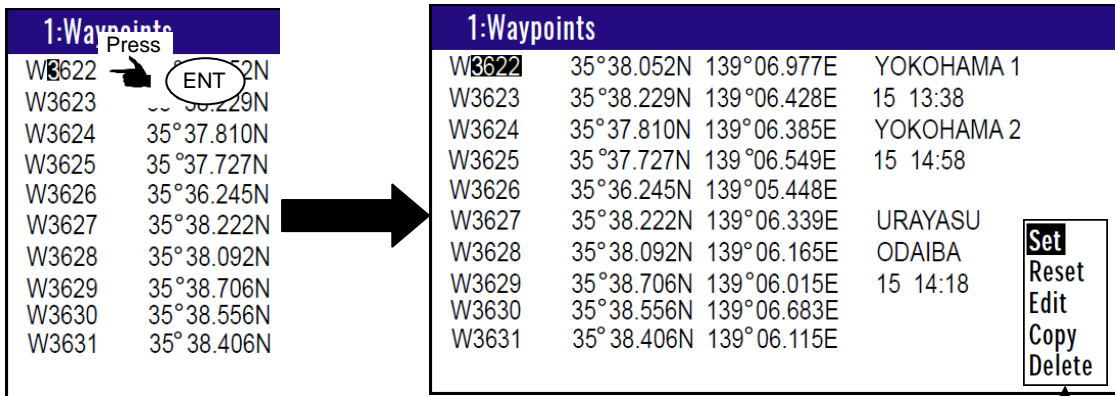 1:Waypoints
Press
ENT
W3622 52N
W3623 229N
W3624 35°37.810N
W3625 35°37.727N
W3626 35°36.245N
W3627 35°38.222N
W3628 35°38.092N
W3629 35°38.706N
W3630 35°38.556N
W3631 35°38.406N
1:Waypoints
W3622 35°38.052N 139°06.977E YOKOHAMA 1
W3623 35°38.229N 139°06.428E 15 13:38
W3624 35°37.810N 139°06.385E YOKOHAMA 2
W3625 35°37.727N 139°06.549E 15 14:58
W3626 35°36.245N 139°05.448E
W3627 35°38.222N 139°06.339E URAYASU
W3628 35°38.092N 139°06.165E ODAIBA
W3629 35°38.706N 139°06.015E 15 14:18
W3630 35°38.556N 139°06.683E
W3631 35°38.406N 139°06.115E
Set
Reset
Edit
Copy
Delete